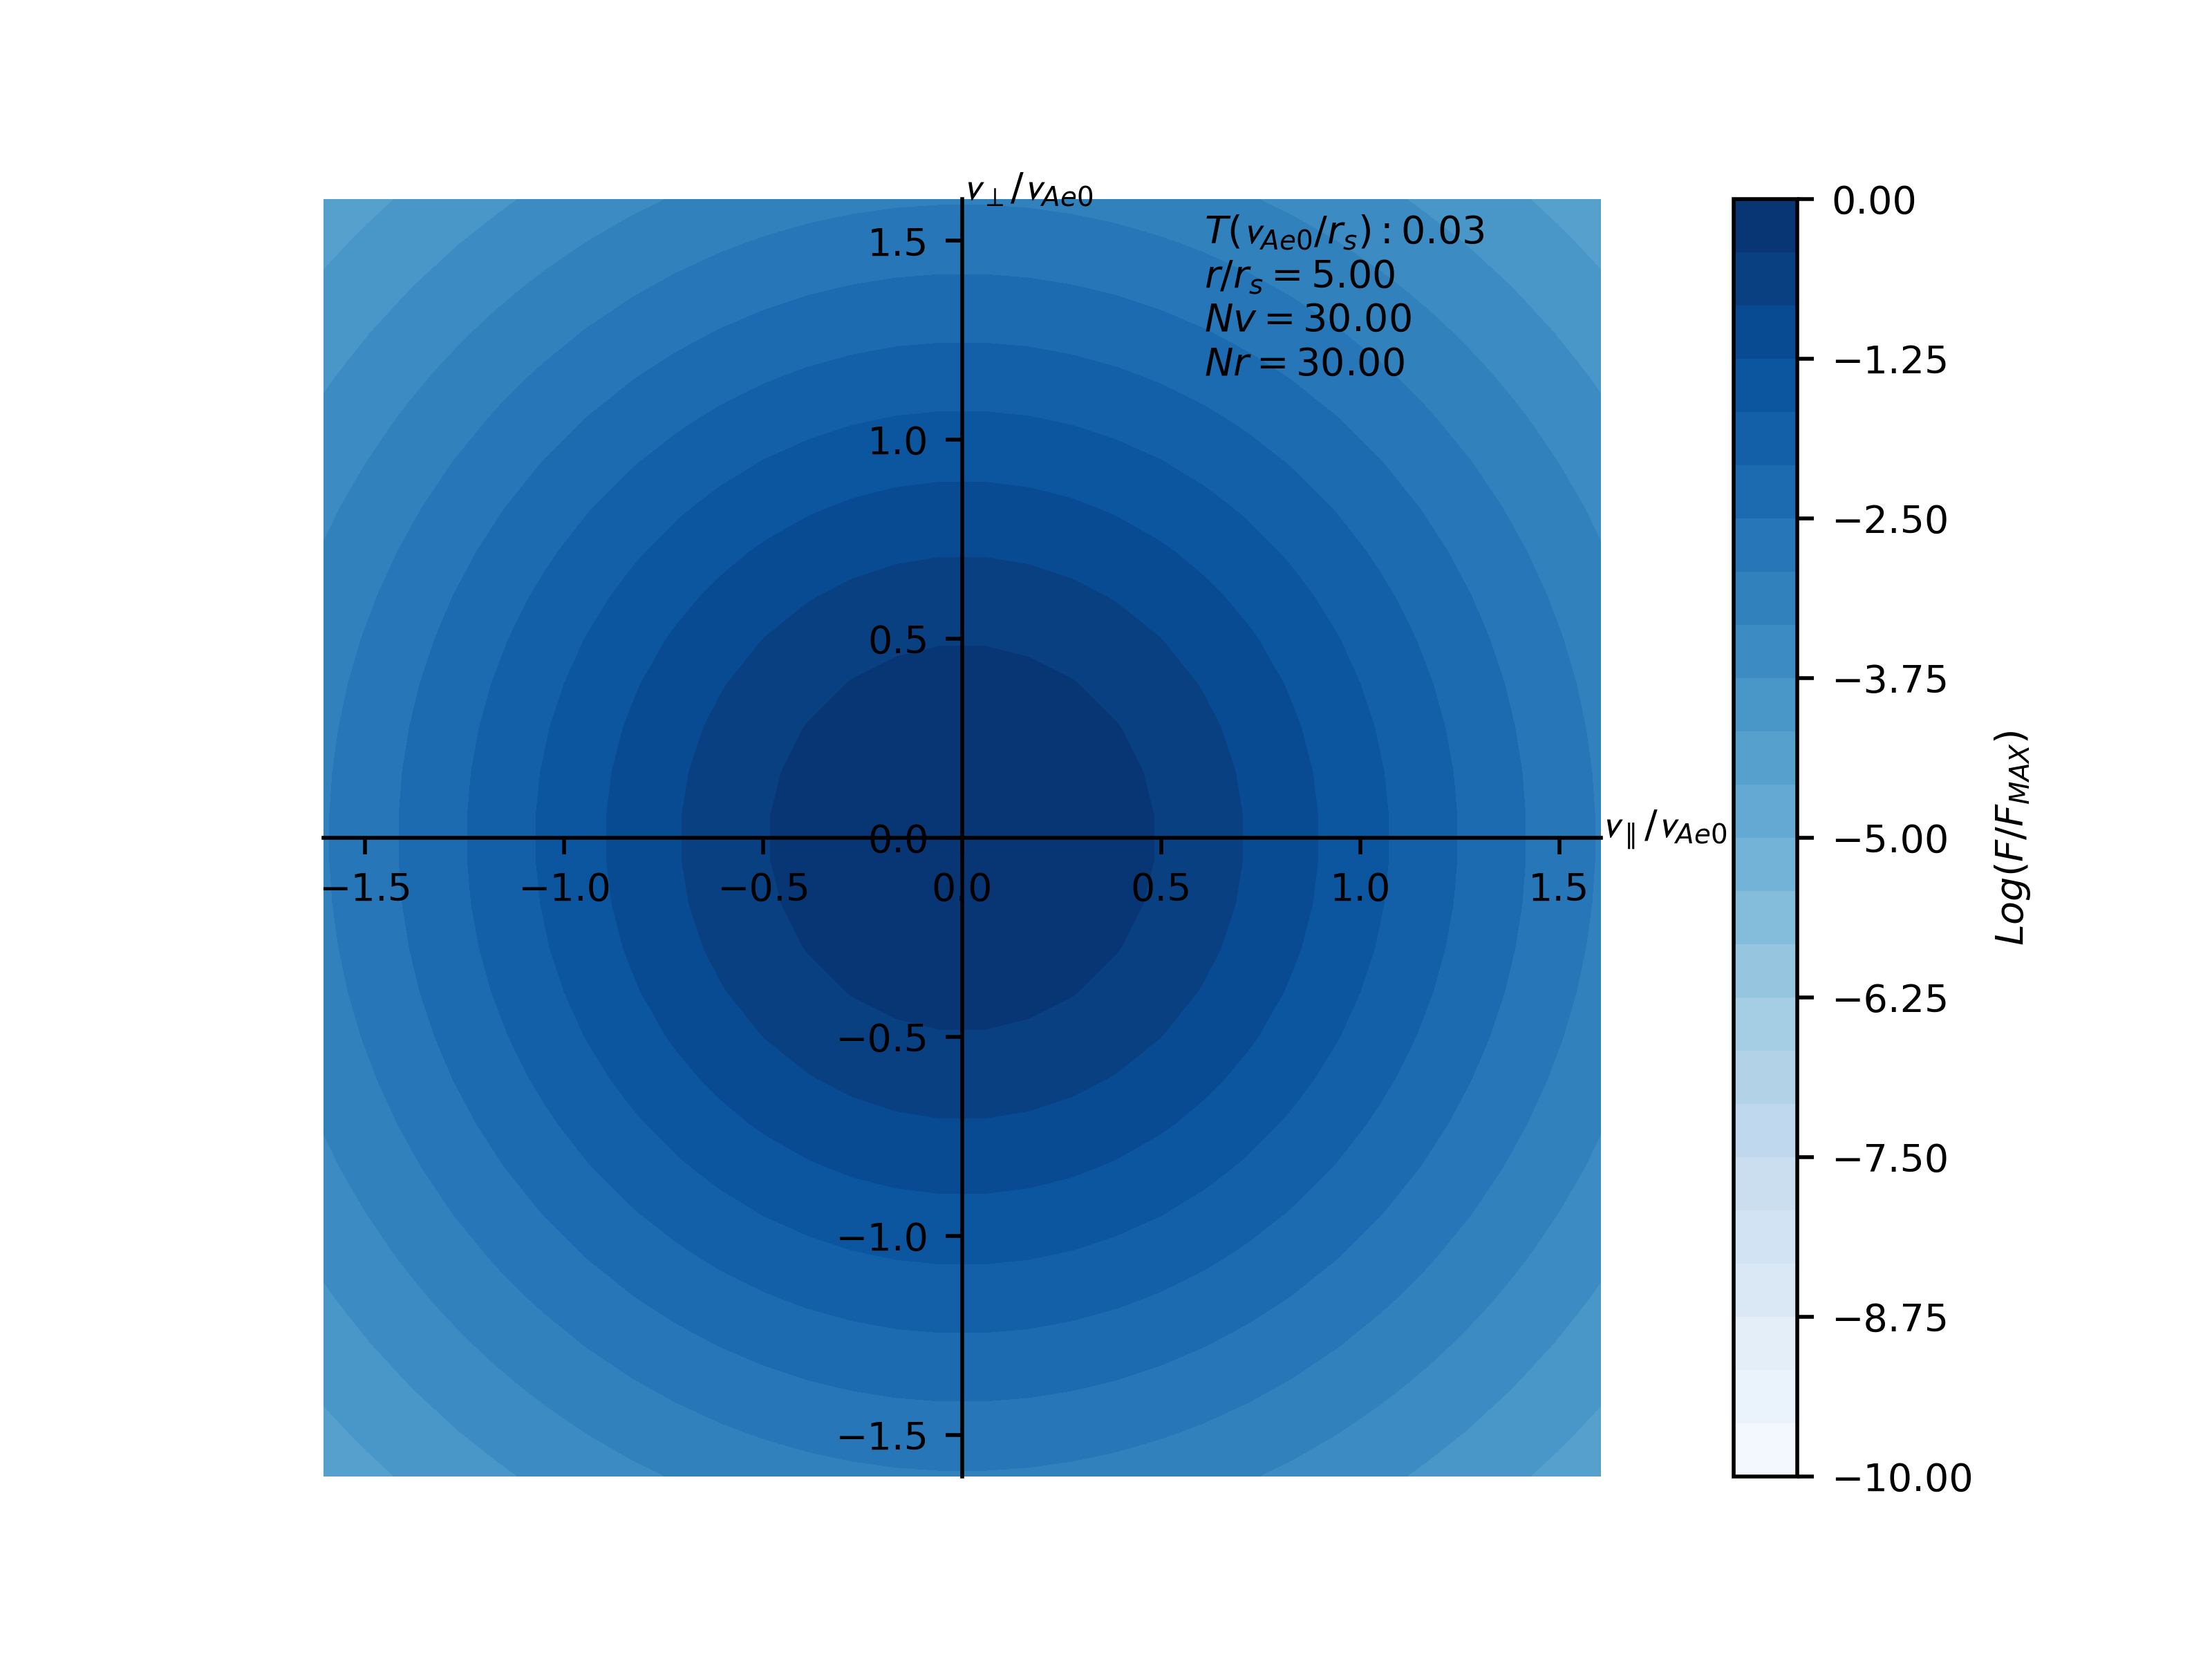 v⊥/vAe0
T(vAe0/rs) : 0.03
r/rs = 5.00
Nv = 30.00
Nr = 30.00
1.5
1.0
0.5
0.0
−0.5
−1.0
−1.5
−1.5 −1.0 −0.5 0.0 0.5 1.0 1.5
v∥/vAe0
0.00
−1.25
−2.50
−3.75
−5.00
−6.25
−7.50
−8.75
−10.00
Log(F/FMAX)